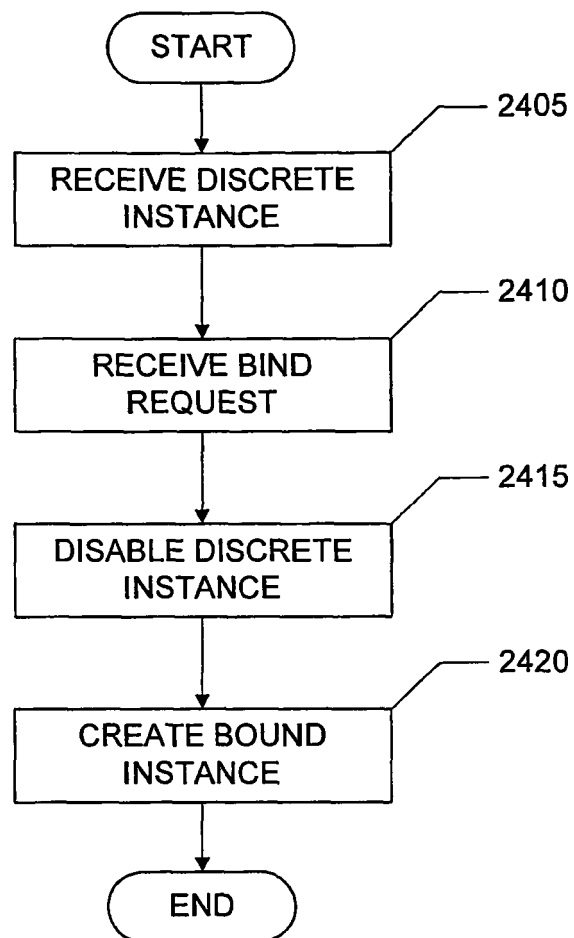 START
2405
RECEIVE DISCRETE
INSTANCE
2410
RECEIVE BIND
REQUEST
2415
DISABLE DISCRETE
INSTANCE
2420
CREATE BOUND
INSTANCE
END